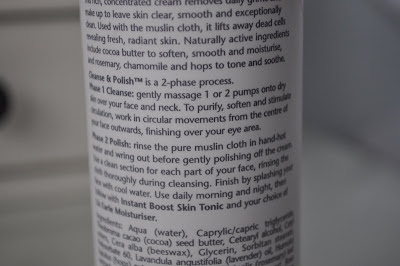 rich, concentrated cream removes daily grime
make up to leave skin clear, smooth and exceptionally
clean. Used with the muslin cloth, it lifts away dead cells
revealing fresh, radiant skin. Naturally active ingredients
include cocoa butter to soften, smooth and moisturise,
and rosemary, chamomile and hops to tone and soothe.
Cleanse & Polish™ is a 2-phase process.
Phase 1 Cleanse: gently massage 1 or 2 pumps onto dry
skin over your face and neck. To purify, soften and stimulate
circulation, work in circular movements from the centre of
your face outwards, finishing over your eye area.
Phase 2 Polish: rinse the pure muslin cloth in hand-hot
water and wring out before gently polishing off the cream.
Use a clean section for each part of your face, rinsing the
cloth thoroughly during cleansing. Finish by splashing your
face with cool water. Use daily morning and night, then
follow with Instant Boost Skin Tonic and your choice of
Liz Earle Moisturiser.
Ingredients: Aqua (water), Caprylic/capric triglyceride,
Theobroma cacao (cocoa) seed butter, Cetearyl alcohol, Cetyl
esters, Cera alba (beeswax), Glycerin, Sorbitan stearate,
60, Lavandula angustifolia (lavender) oil,
(hops)